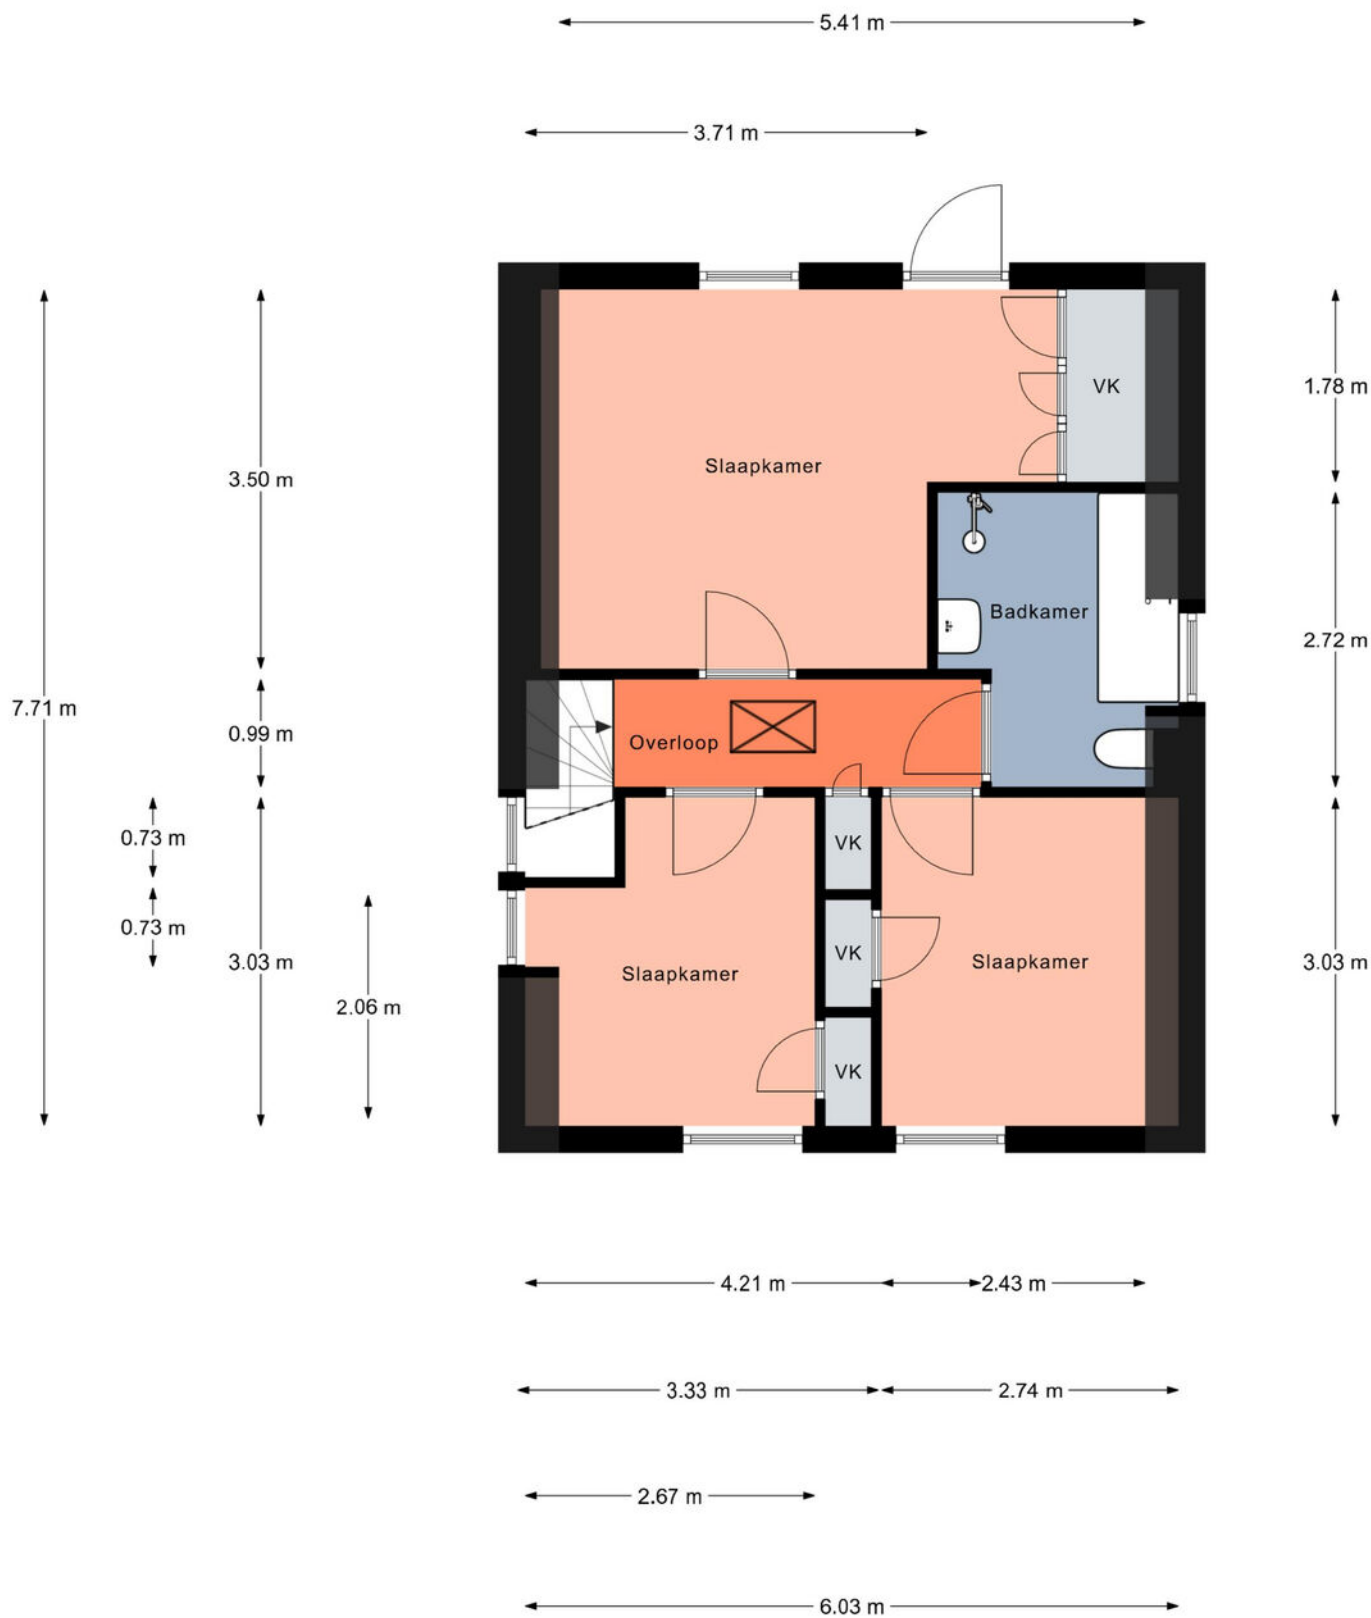 5.41 m
3.71 m
VK
1.78 m
Slaapkamer
3.50 m
Badkamer
2.72 m
7.71 m
0.99 m
Overloop
0.73 m
VK
0.73 m
VK
3.03 m
Slaapkamer
Slaapkamer
3.03 m
2.06 m
VK
4.21 m
2.43 m
3.33 m
2.74 m
2.67 m
6.03 m